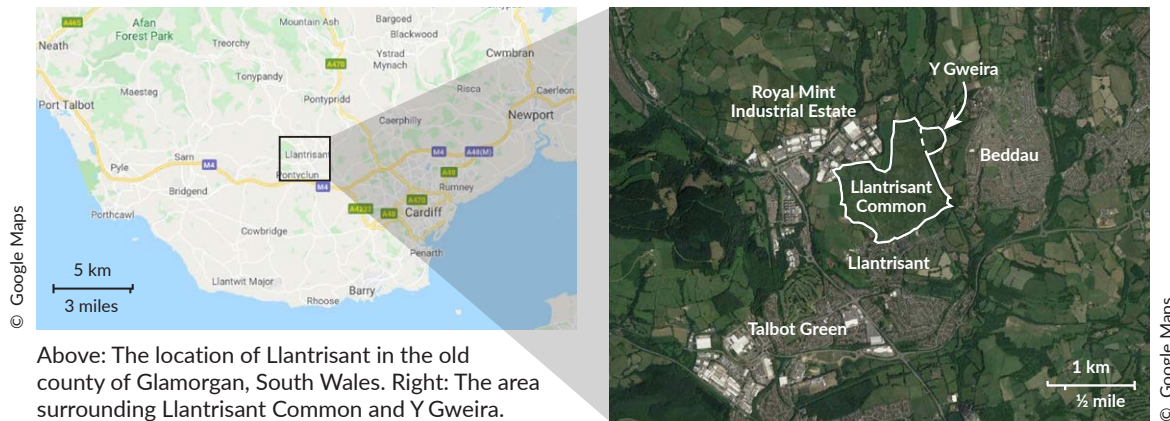 A465
Afan
Forest Park
Neath
Treorchy
Mountain Ash
Bargoed
Blackwood
Cwmbran
Ystrad
Mynach
A470
Tonypandy
Maesteg
Port Talbot
Pontypridd
Risca
Caerleon
Caerphilly
Newport
Pyle
Sarn
M4
Llantrisant
M4
A48(M)
Pontyclun
M4
A48
Rumney
Bridgend
A470
A4232
A48
Cardiff
Porthcawl
Cowbridge
Penarth
Llantwit Major
Barry
Rhoose
5 km
3 miles
© Google Maps
Above: The location of Llantrisant in the old
county of Glamorgan, South Wales. Right: The area
surrounding Llantrisant Common and Y Gweira.
Y Gweira
Royal Mint
Industrial Estate
Beddau
Llantrisant
Common
Llantrisant
Talbot Green
1 km
½ mile
© Google Maps